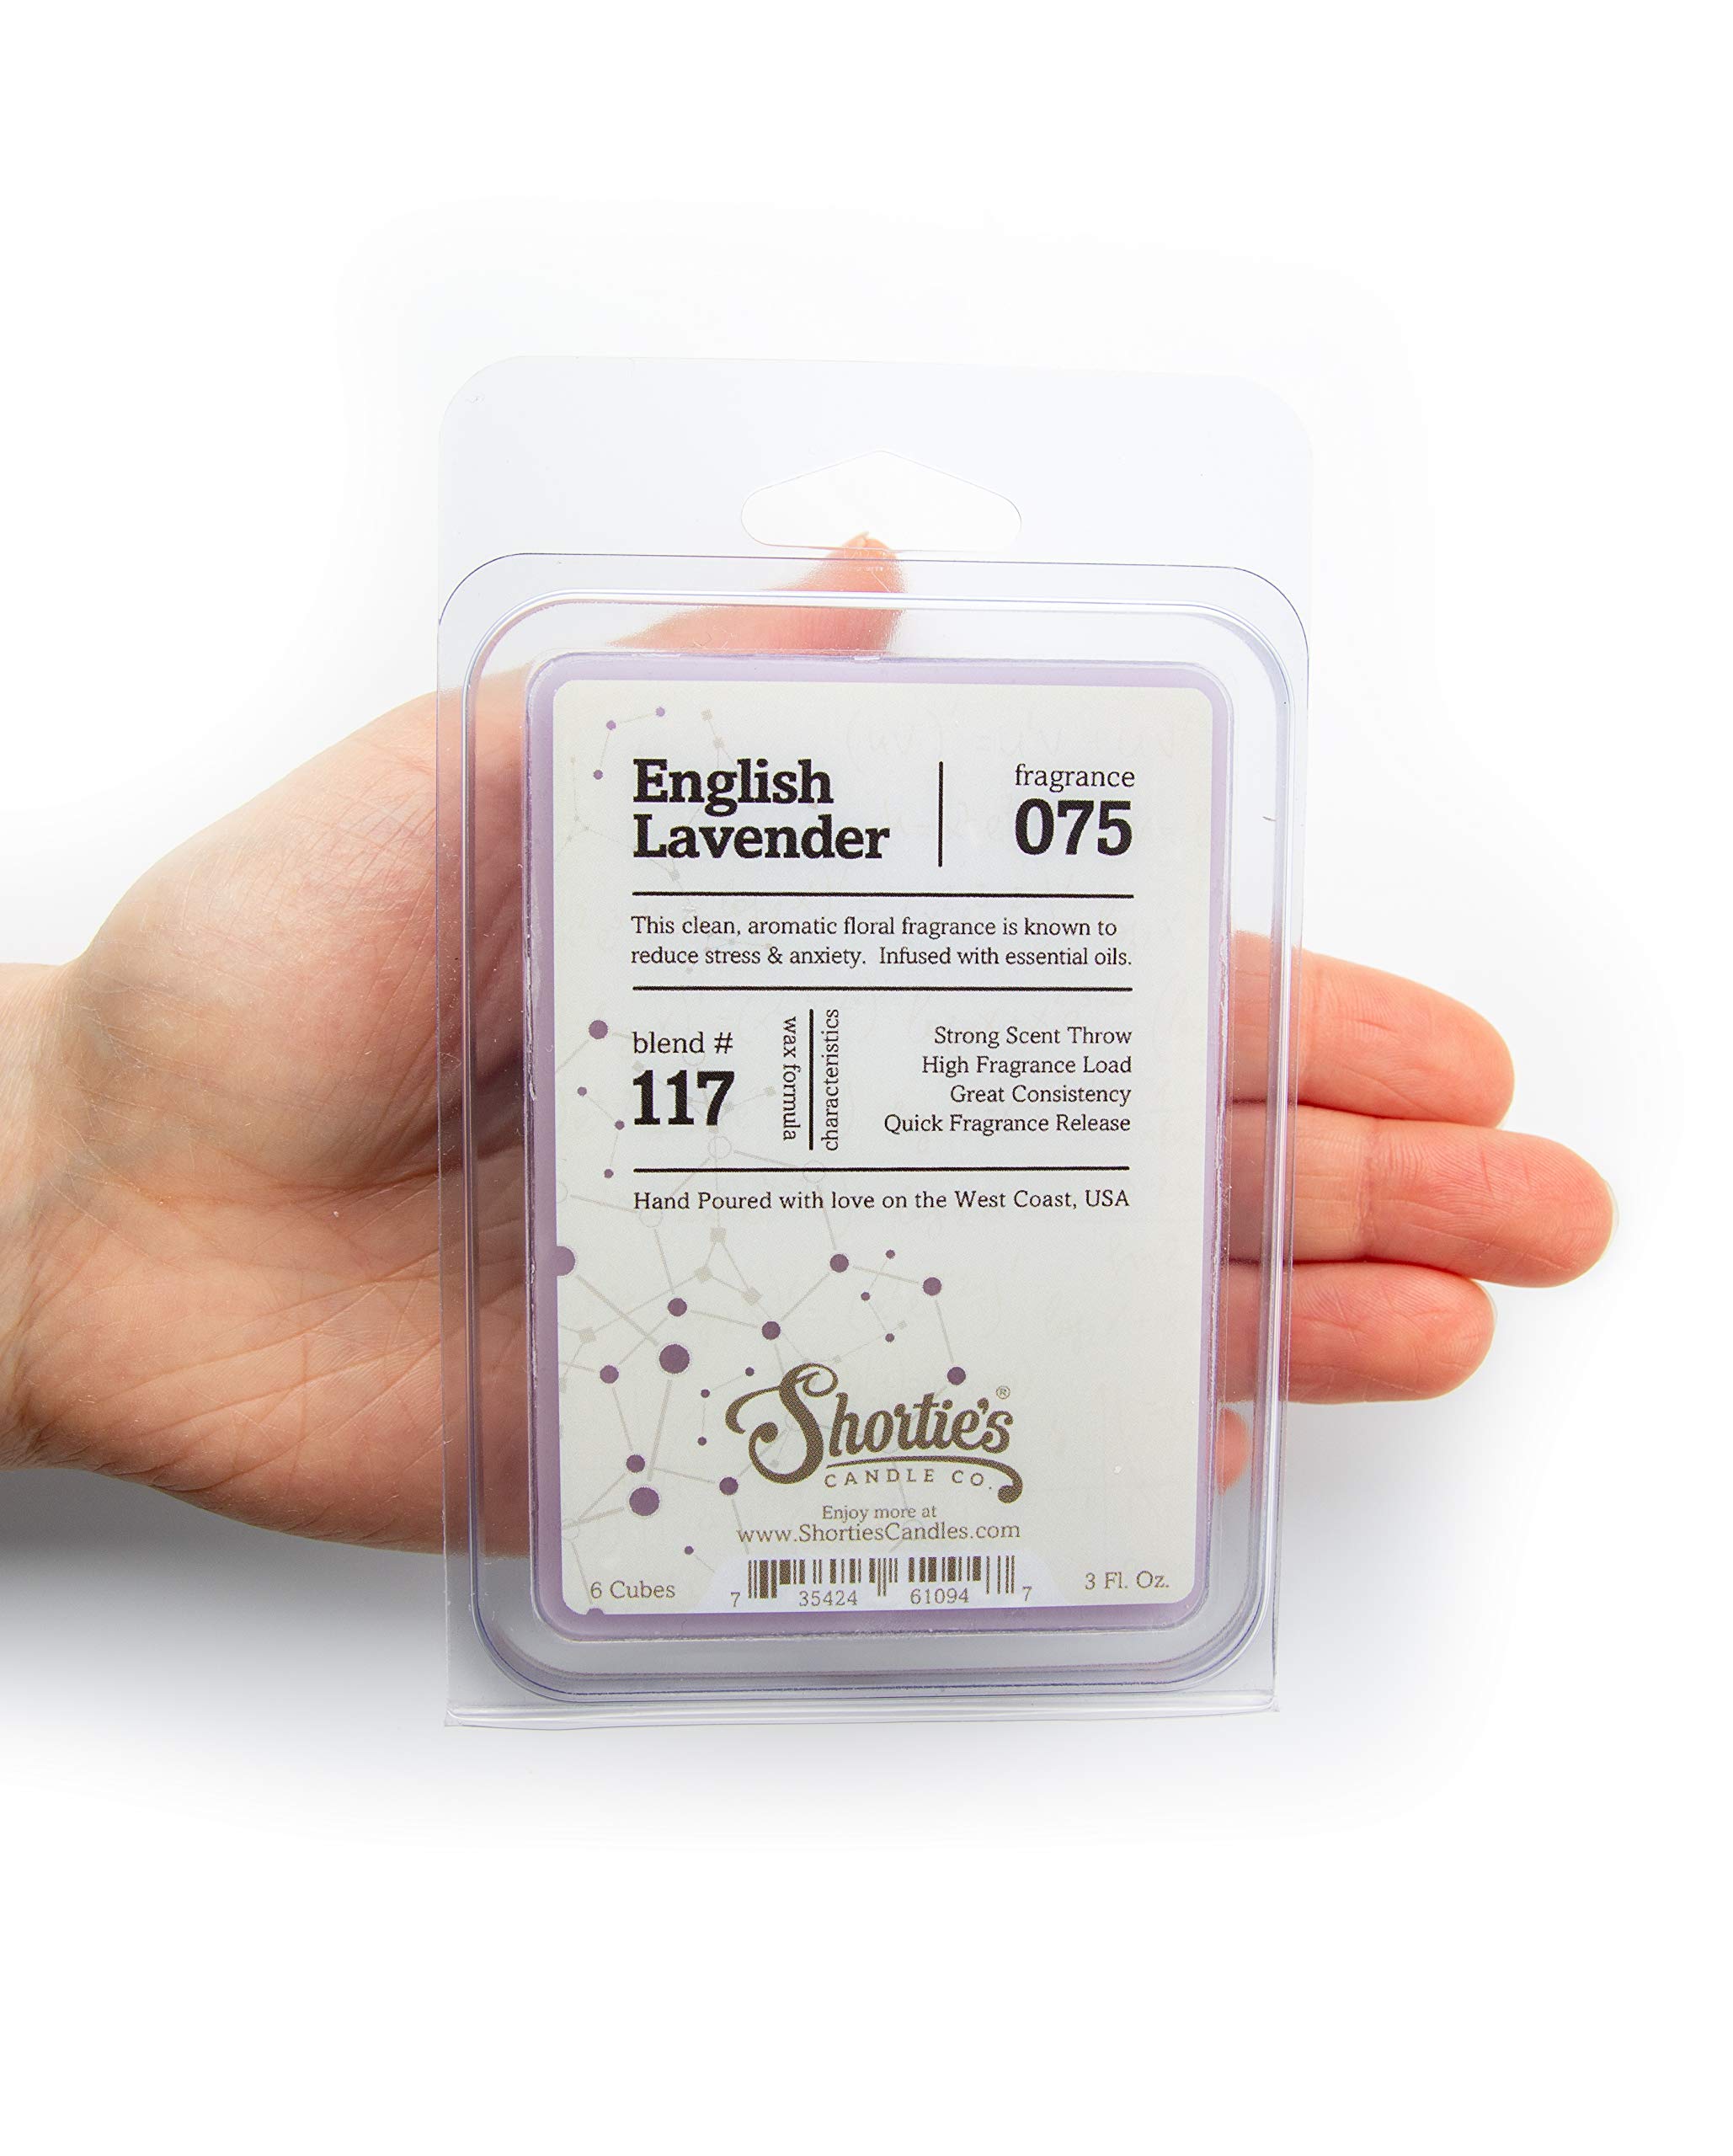 English
Lavender
fragrance
075
This clean, aromatic floral fragrance is known to
reduce stress & anxiety. Infused with essential oils.
blend #
117
wax formula
characteristics
Strong Scent Throw
High Fragrance Load
Great Consistency
Quick Fragrance Release
Hand Poured with love on the West Coast, USA
Shortie's®
CANDLE CO.
Enjoy more at
www.ShortiesCandles.com
6 Cubes
7 35424 61094 7
3 Fl. Oz.